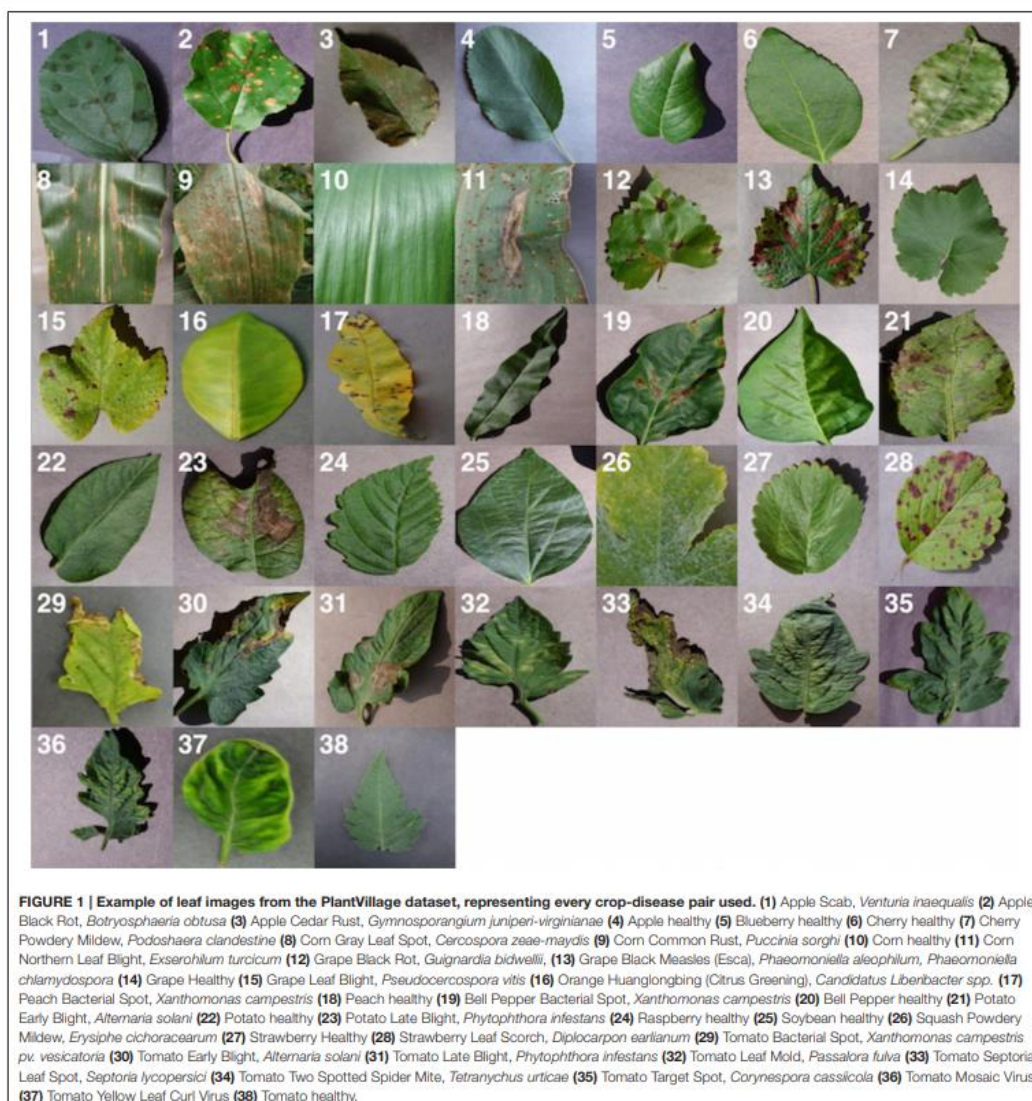 1 2 3 4 5 6 7
8 9 10 11 12 13 14
15 16 17 18 19 20 21
22 23 24 25 26 27 28
29 30 31 32 33 34 35
36 37 38
FIGURE 1 | Example of leaf images from the PlantVillage dataset, representing every crop-disease pair used. (1) Apple Scab, Venturia inaequalis (2) Apple
Black Rot, Botryosphaeria obtusa (3) Apple Cedar Rust, Gymnosporangium juniperi-virginianae (4) Apple healthy (5) Blueberry healthy (6) Cherry healthy (7) Cherry
Powdery Mildew, Podoshaera clandestine (8) Corn Gray Leaf Spot, Cercospora zeae-maydis (9) Corn Common Rust, Puccinia sorghi (10) Corn healthy (11) Corn
Northern Leaf Blight, Exserohilum turcicum (12) Grape Black Rot, Guignardia bidwellii, (13) Grape Black Measles (Esca), Phaeomoniella aleophilum, Phaeomoniella
chlamydospora (14) Grape Healthy (15) Grape Leaf Blight, Pseudocercospora vitis (16) Orange Huanglongbing (Citrus Greening), Candidatus Liberibacter spp. (17)
Peach Bacterial Spot, Xanthomonas campestris (18) Peach healthy (19) Bell Pepper Bacterial Spot, Xanthomonas campestris (20) Bell Pepper healthy (21) Potato
Early Blight, Alternaria solani (22) Potato healthy (23) Potato Late Blight, Phytophthora infestans (24) Raspberry healthy (25) Soybean healthy (26) Squash Powdery
Mildew, Erysiphe cichoracearum (27) Strawberry Healthy (28) Strawberry Leaf Scorch, Diplocarpon earlianum (29) Tomato Bacterial Spot, Xanthomonas campestris
pv. vesicatoria (30) Tomato Early Blight, Alternaria solani (31) Tomato Late Blight, Phytophthora infestans (32) Tomato Leaf Mold, Passalora fulva (33) Tomato Septoria
Leaf Spot, Septoria lycopersici (34) Tomato Two Spotted Spider Mite, Tetranychus urticae (35) Tomato Target Spot, Corynespora cassiicola (36) Tomato Mosaic Virus
(37) Tomato Yellow Leaf Curl Virus (38) Tomato healthy.